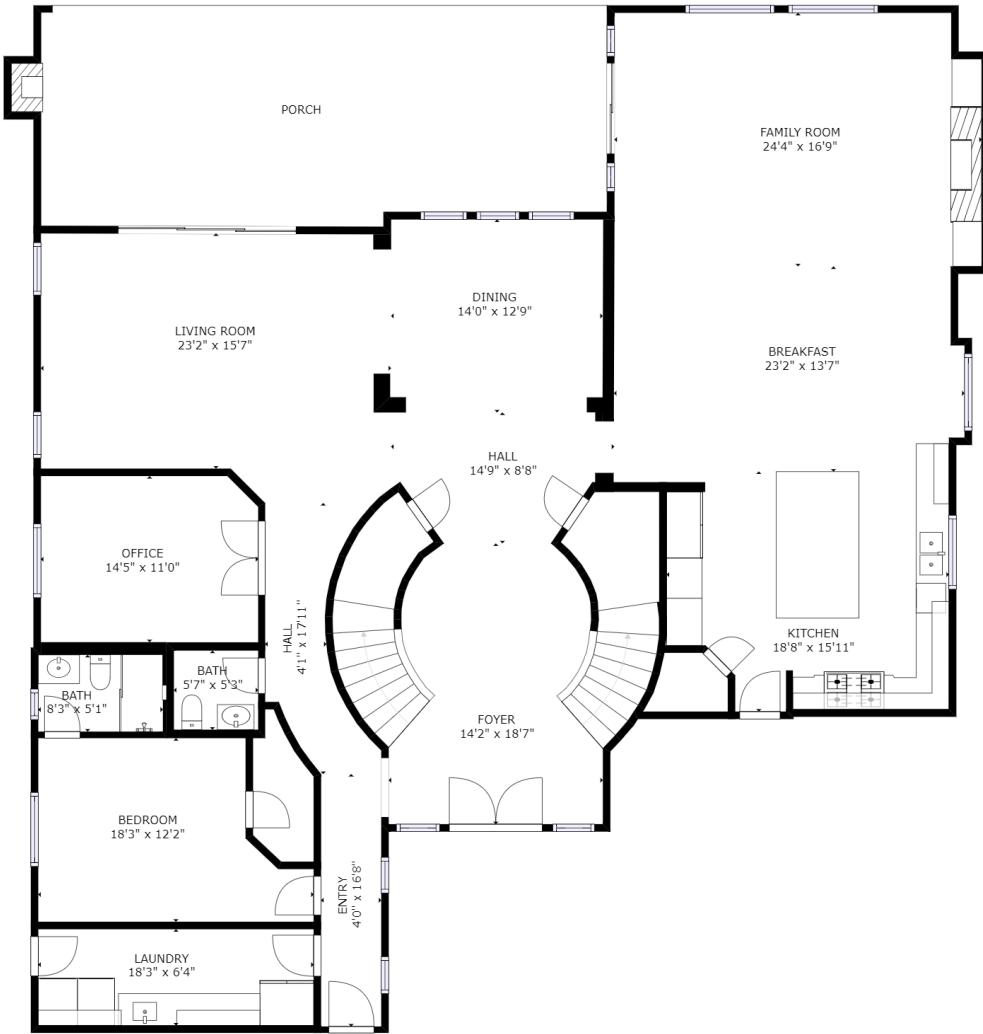 PORCH
FAMILY ROOM
24'4" x 16'9"
DINING
14'0" x 12'9"
LIVING ROOM
23'2" x 15'7"
BREAKFAST
23'2" x 13'7"
HALL
14'9" x 8'8"
OFFICE
14'5" x 11'0"
HALL
4'1" x 17'11"
KITCHEN
18'8" x 15'11"
BATH
5'7" x 5'3"
BATH
8'3" x 5'1"
FOYER
14'2" x 18'7"
BEDROOM
18'3" x 12'2"
ENTRY
4'0" x 16'8"
LAUNDRY
18'3" x 6'4"